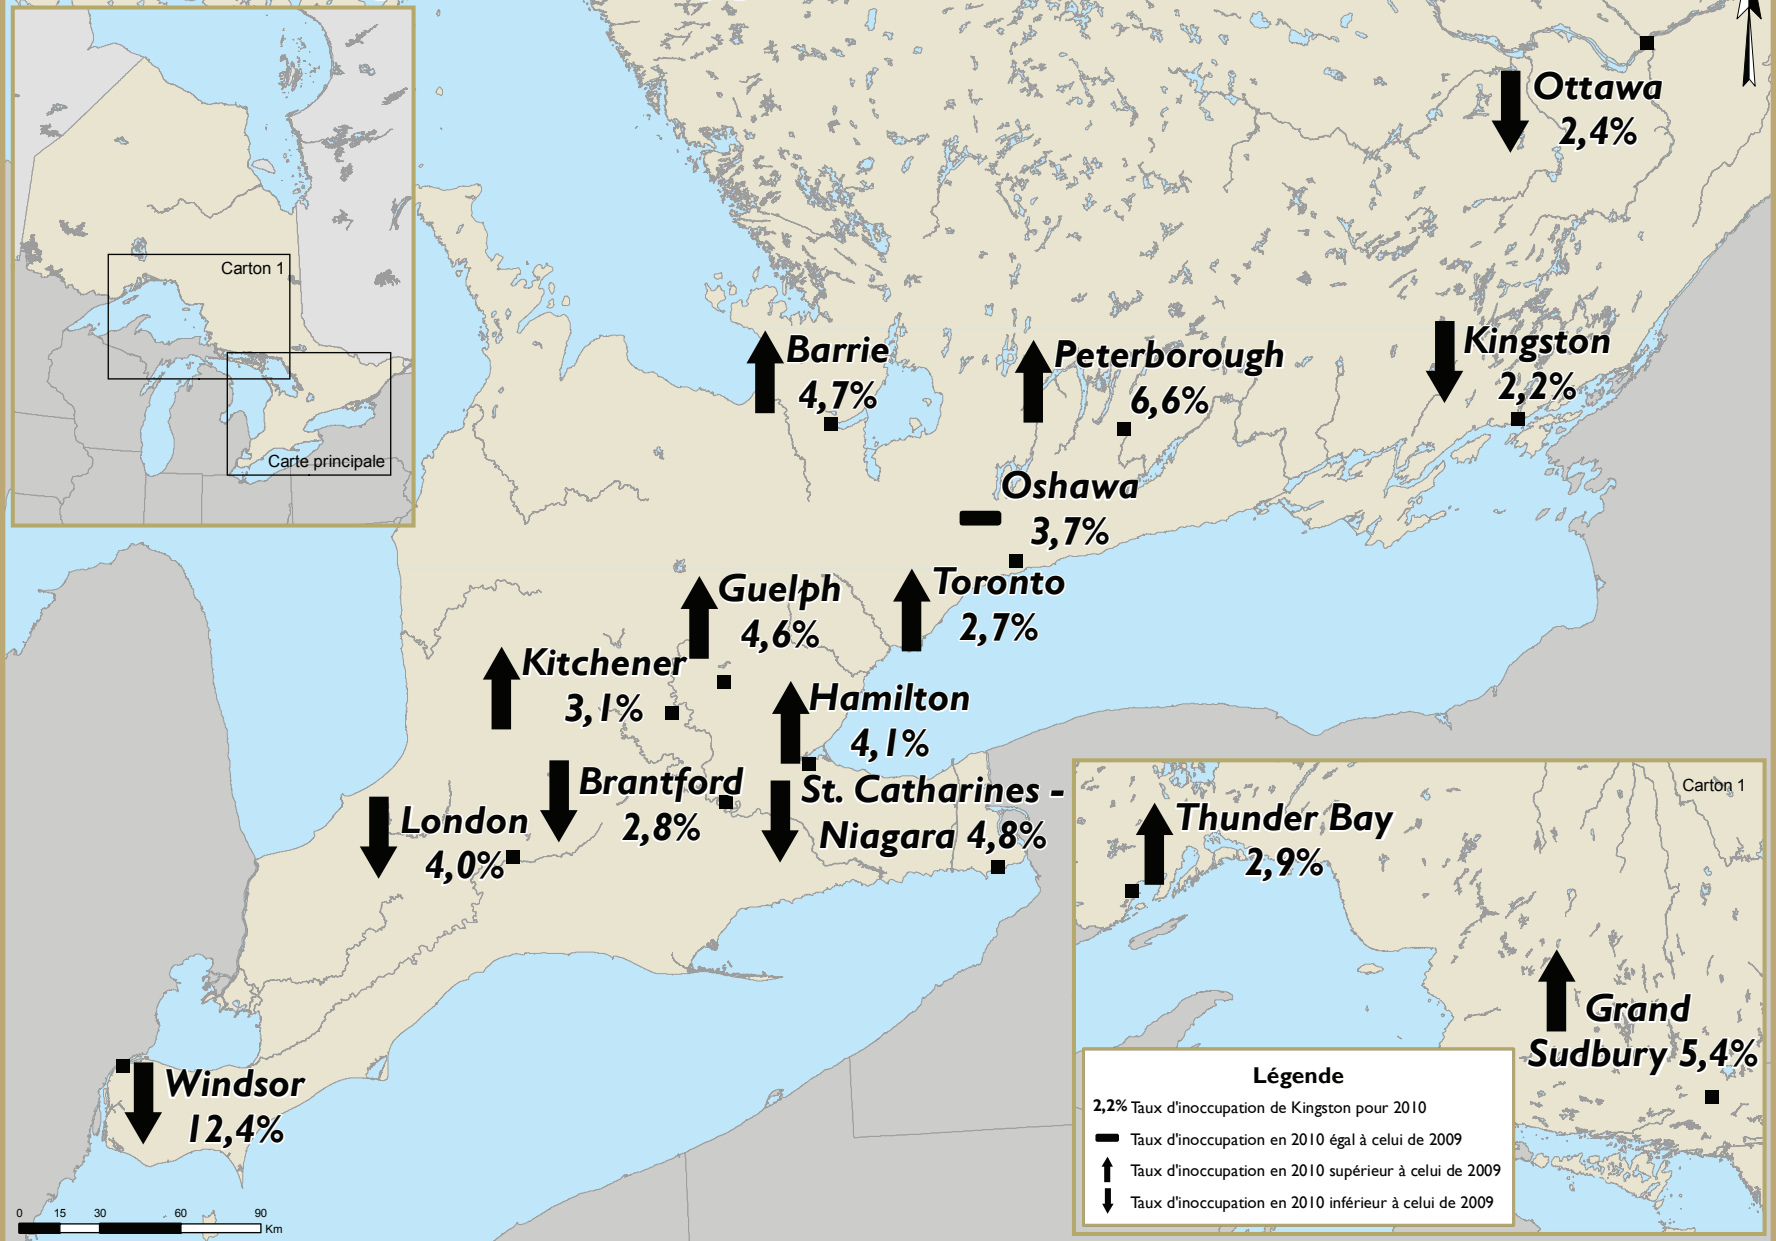 Carton 1
Carte principale
Ottawa
2,4%
Barrie
4,7%
Peterborough
6,6%
Kingston
2,2%
Oshawa
3,7%
Guelph
4,6%
Toronto
2,7%
Kitchener
3,1%
Hamilton
4,1%
Brantford
2,8%
St. Catharines -
Niagara 4,8%
London
4,0%
Windsor
12,4%
Carton 1
Thunder Bay
2,9%
Grand
Sudbury 5,4%
Légende
2,2% Taux d'inoccupation de Kingston pour 2010
Taux d'inoccupation en 2010 égal à celui de 2009
Taux d'inoccupation en 2010 supérieur à celui de 2009
Taux d'inoccupation en 2010 inférieur à celui de 2009
0 15 30 60 90
Km